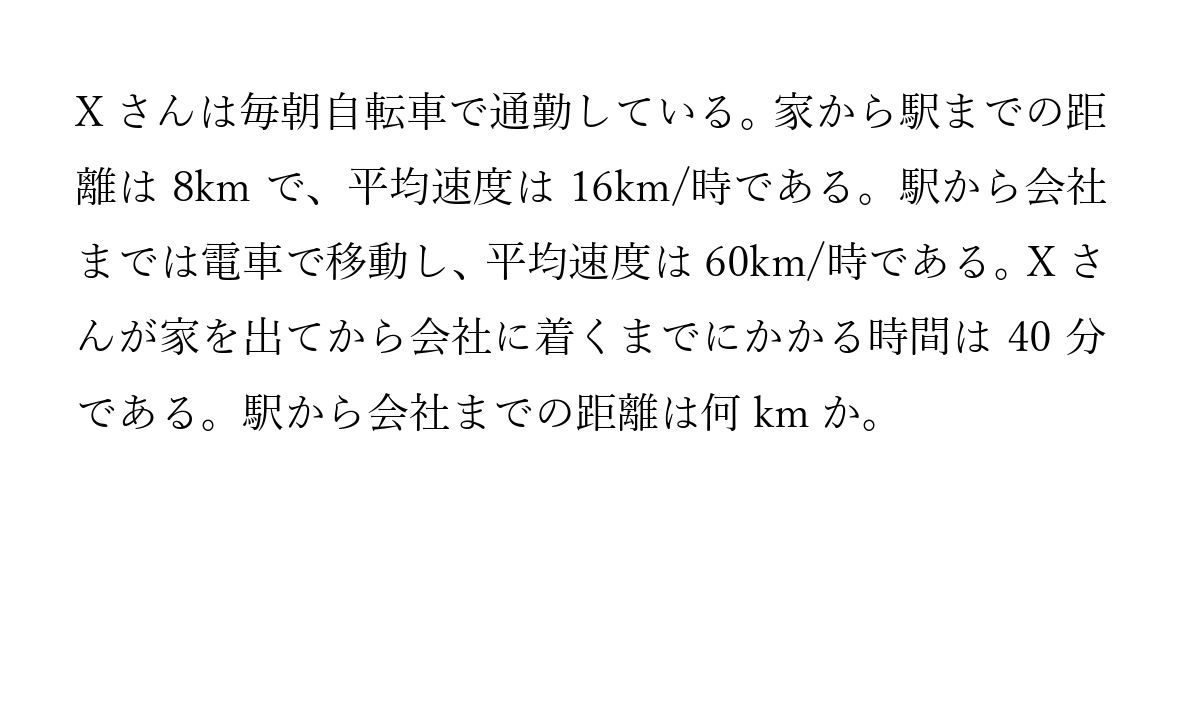 X さんは毎朝自転車で通勤している。家から駅までの距
離は 8km で、平均速度は 16km/時である。駅から会社
までは電車で移動し、平均速度は 60km/時である。X さ
んが家を出てから会社に着くまでにかかる時間は 40 分
である。駅から会社までの距離は何 km か。